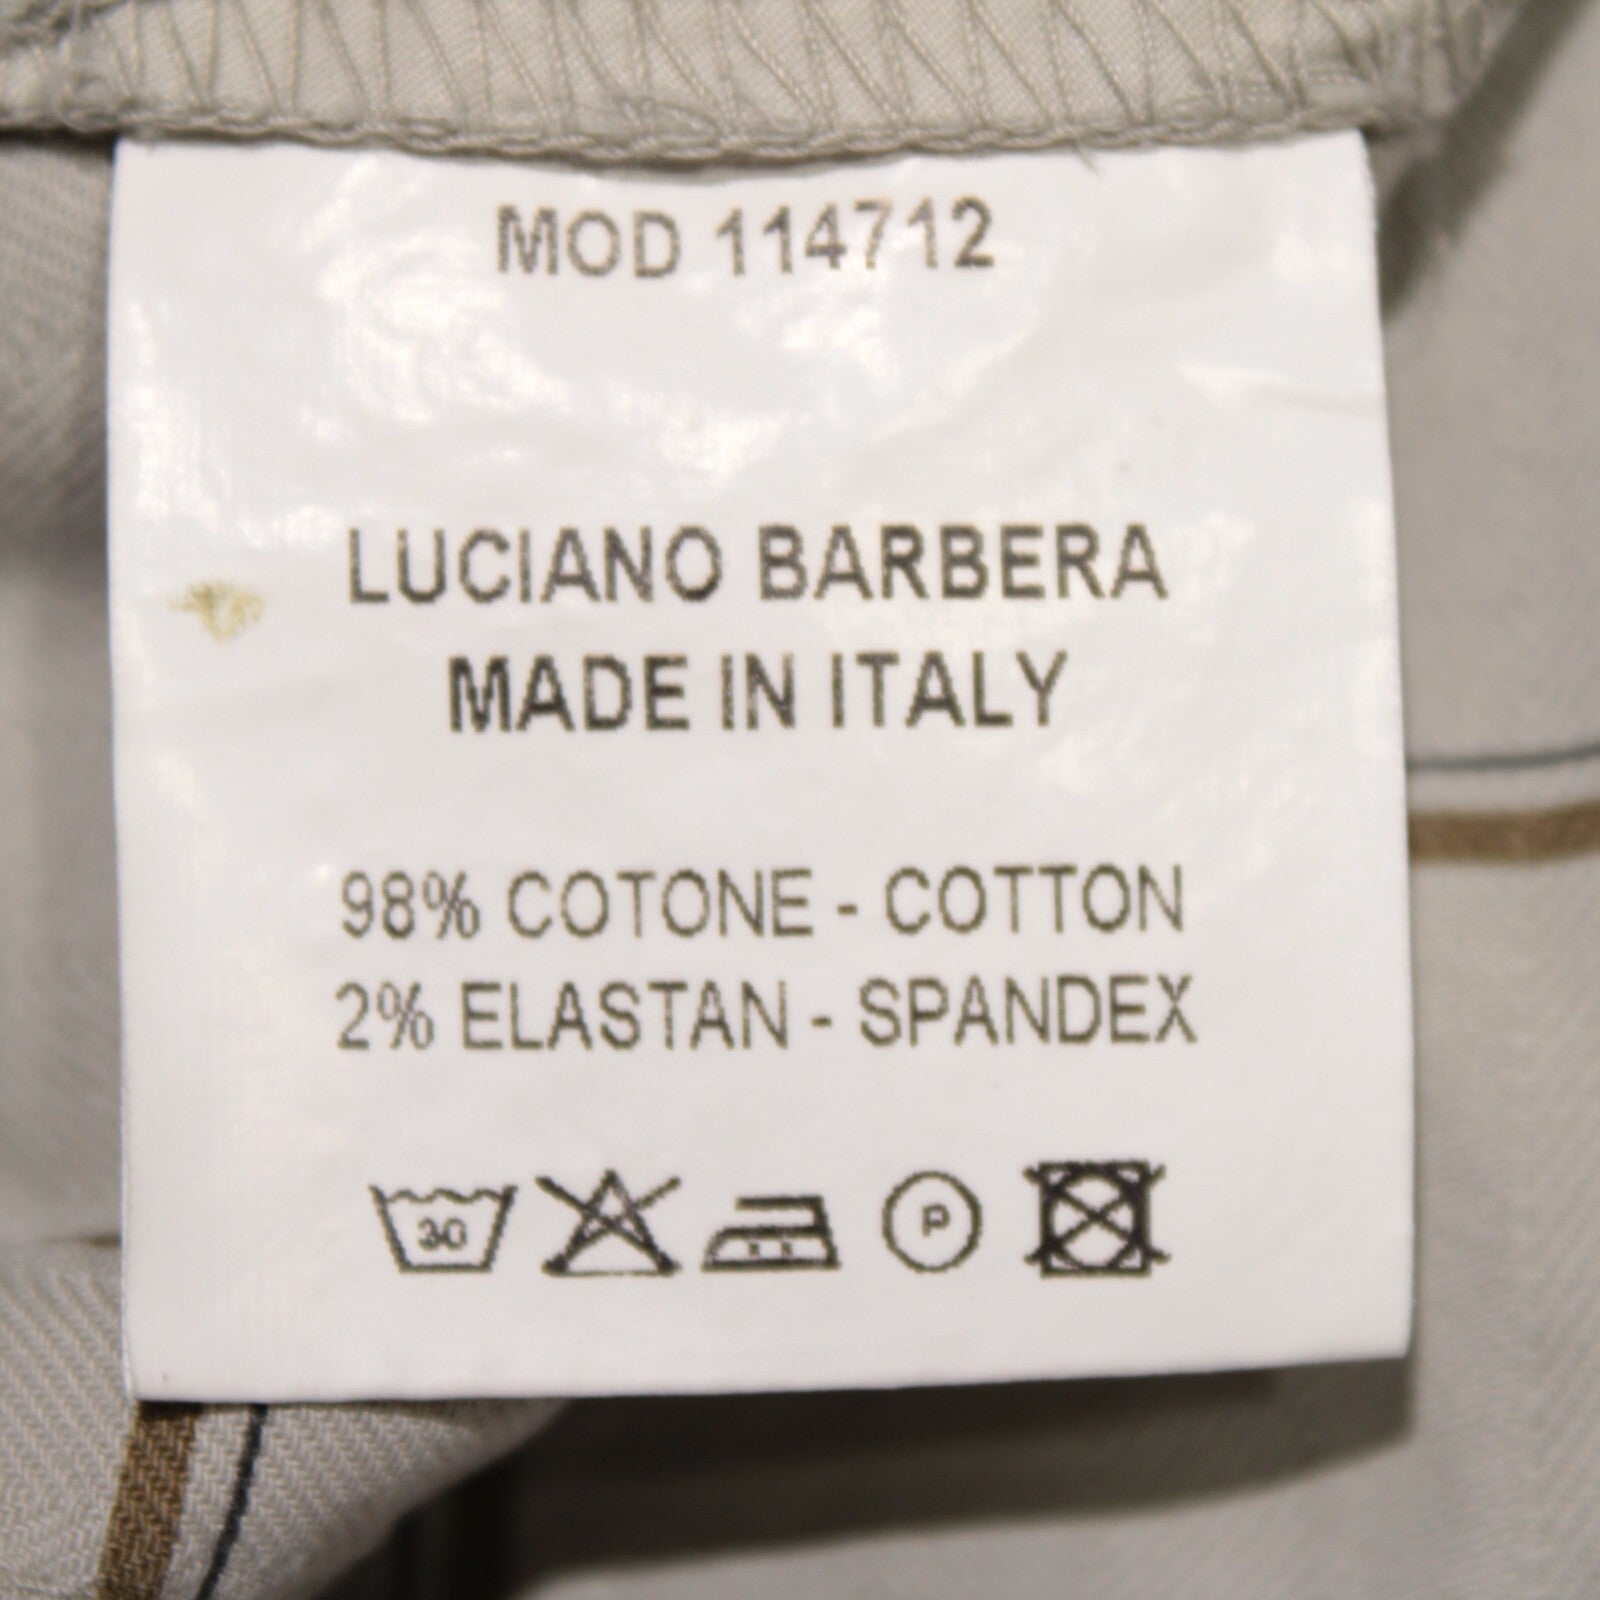 MOD 114712
LUCIANO BARBERA
MADE IN ITALY
98% COTONE - COTTON
2% ELASTAN - SPANDEX
30 P